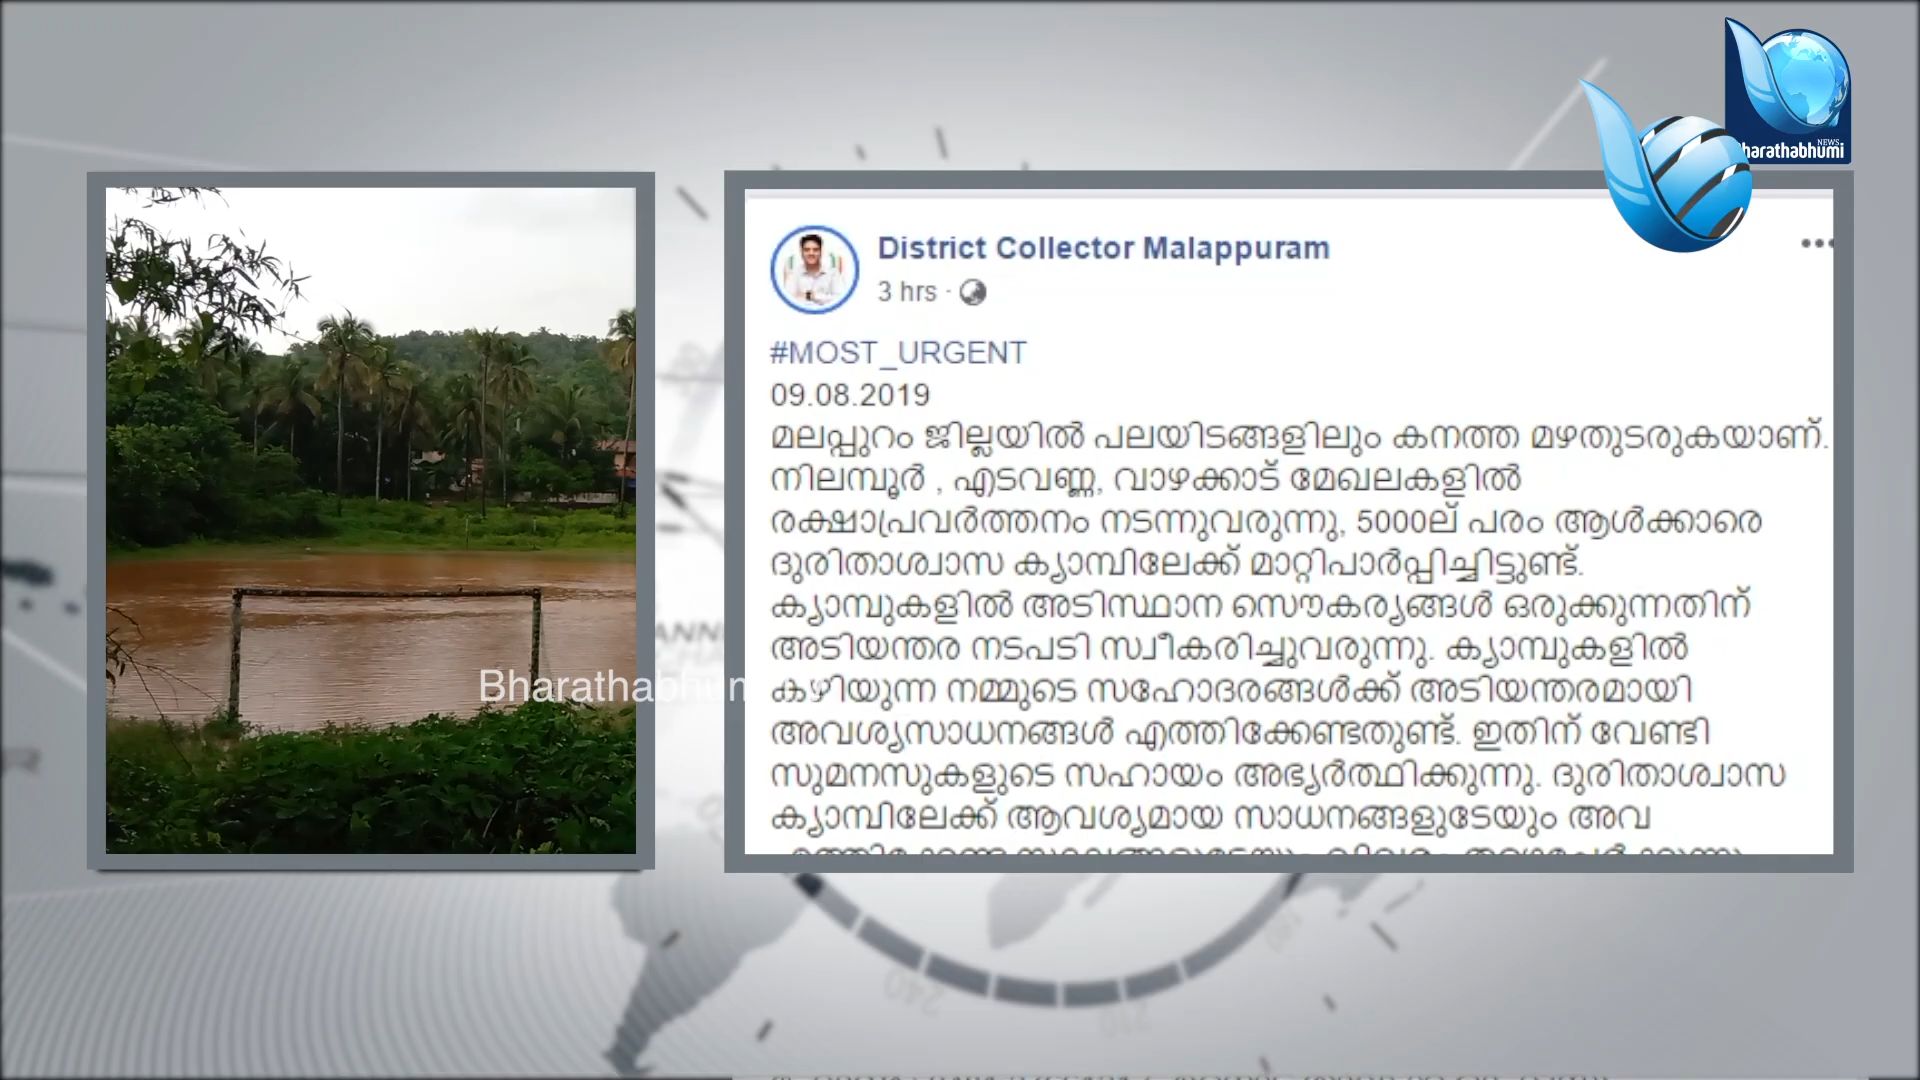 NEWS
harathabhumi
District Collector Malappuram
3 hrs ·
#MOST_URGENT
09.08.2019
മലപ്പുറം ജില്ലയിൽ പലയിടങ്ങളിലും കനത്ത മഴതുടരുകയാണ്.
നിലമ്പൂർ , എടവണ്ണ, വാഴക്കാട് മേഖലകളിൽ
രക്ഷാപ്രവർത്തനം നടന്നുവരുന്നു, 5000ല് പരം ആൾക്കാരെ
ദുരിതാശ്വാസ ക്യാമ്പിലേക്ക് മാറ്റിപാർപ്പിച്ചിട്ടുണ്ട്.
ക്യാമ്പുകളിൽ അടിസ്ഥാന സൌകര്യങ്ങൾ ഒരുക്കുന്നതിന്
അടിയന്തര നടപടി സ്വീകരിച്ചുവരുന്നു. ക്യാമ്പുകളിൽ
കഴിയുന്ന നമ്മുടെ സഹോദരങ്ങൾക്ക് അടിയന്തരമായി
അവശ്യസാധനങ്ങൾ എത്തിക്കേണ്ടതുണ്ട്. ഇതിന് വേണ്ടി
സുമനസുകളുടെ സഹായം അഭ്യർത്ഥിക്കുന്നു. ദുരിതാശ്വാസ
ക്യാമ്പിലേക്ക് ആവശ്യമായ സാധനങ്ങളുടേയും അവ
Bharathabhum